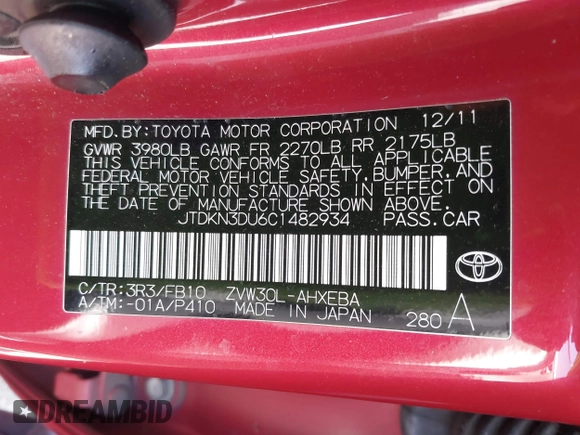 MFD.BY:TOYOTA MOTOR CORPORATION 12/11
GVWR 3980LB GAWR FR 2270LB RR 2175LB
THIS VEHICLE CONFORMS TO ALL APPLICABLE
FEDERAL MOTOR VEHICLE SAFETY,BUMPER,AND
THEFT PREVENTION STANDARDS IN EFFECT ON
THE DATE OF MANUFACTURE SHOWN ABOVE.
JTDKN3DU6C1482934 PASS.CAR
C/TR:3R3/FB10 ZVW30L-AHXEBA
A/TM:-01A/P410 MADE IN JAPAN 280 A
DREAMBID